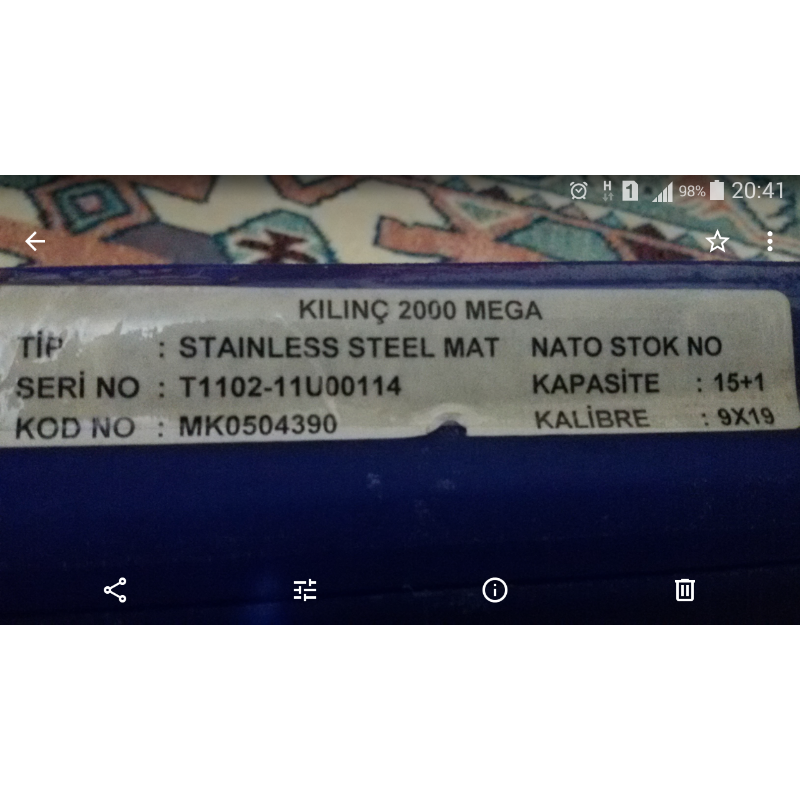 98% 20:41
KILINÇ 2000 MEGA
TİP : STAINLESS STEEL MAT NATO STOK NO
SERİ NO : T1102-11U00114 KAPASİTE : 15+1
KOD NO : MK0504390 KALİBRE : 9X19